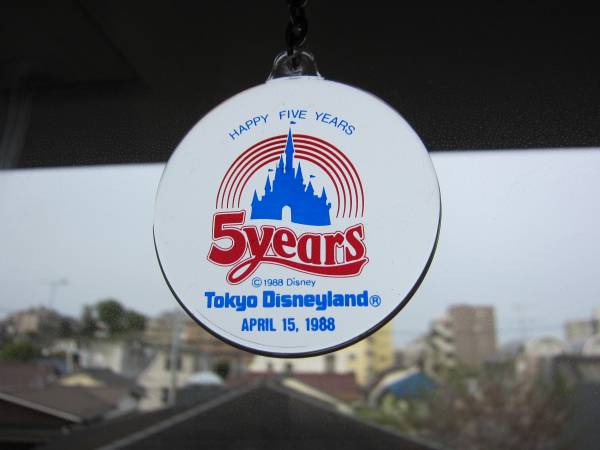 HAPPY FIVE YEARS
5years
© 1988 Disney
Tokyo Disneyland®
APRIL 15, 1988